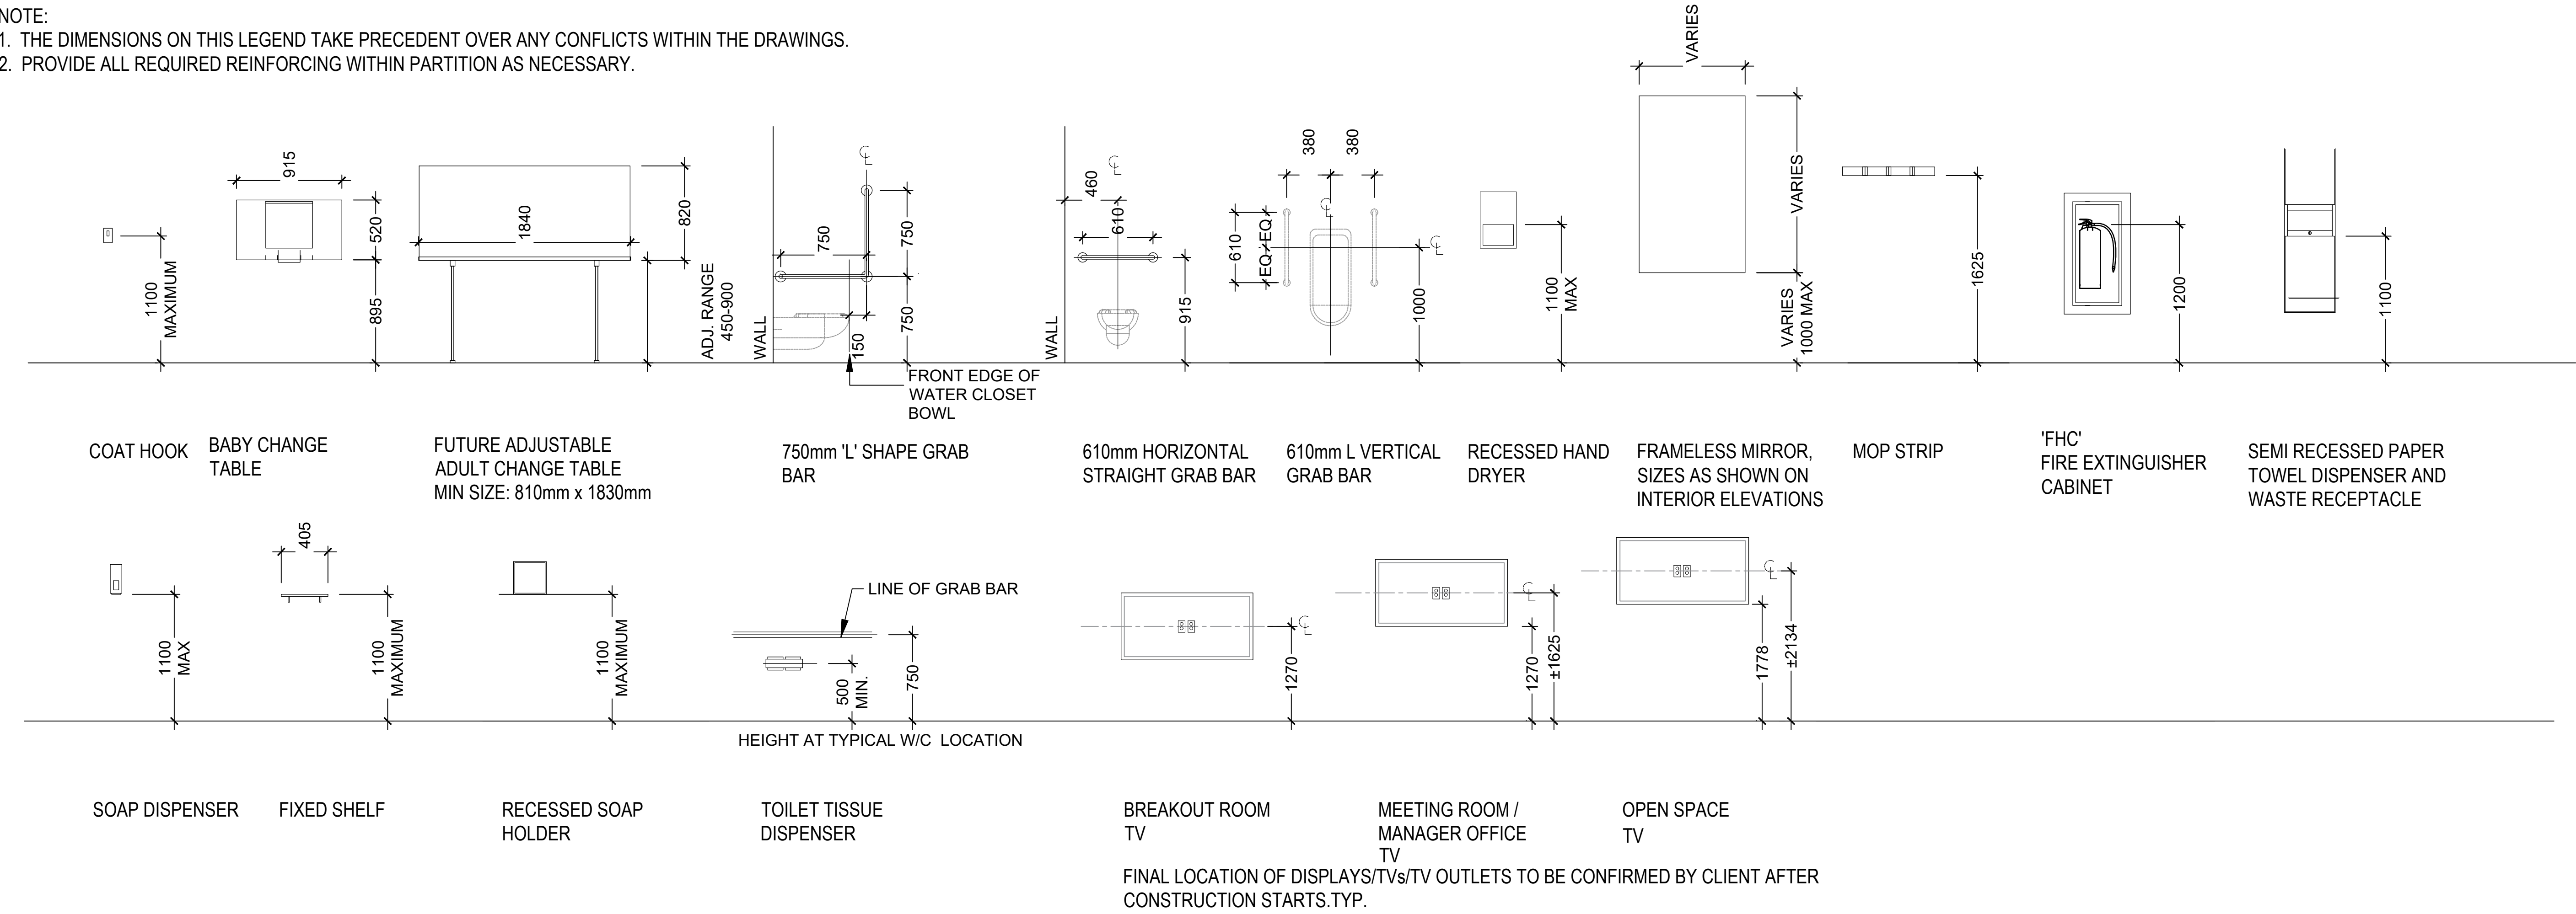 NOTE:
1. THE DIMENSIONS ON THIS LEGEND TAKE PRECEDENT OVER ANY CONFLICTS WITHIN THE DRAWINGS.
2. PROVIDE ALL REQUIRED REINFORCING WITHIN PARTITION AS NECESSARY.
1100
MAXIMUM
COAT HOOK
915
520
895
BABY CHANGE
TABLE
1840
820
ADJ. RANGE
450-900
FUTURE ADJUSTABLE
ADULT CHANGE TABLE
MIN SIZE: 810mm x 1830mm
WALL
CL
750
750
750
150
FRONT EDGE OF
WATER CLOSET
BOWL
750mm 'L' SHAPE GRAB
BAR
WALL
CL
460
610
915
610mm HORIZONTAL
STRAIGHT GRAB BAR
380
380
CL
610
EQ
EQ
CL
1000
610mm L VERTICAL
GRAB BAR
1100
MAX
RECESSED HAND
DRYER
VARIES
VARIES
VARIES
1000 MAX
FRAMELESS MIRROR,
SIZES AS SHOWN ON
INTERIOR ELEVATIONS
1625
MOP STRIP
1200
'FHC'
FIRE EXTINGUISHER
CABINET
1100
SEMI RECESSED PAPER
TOWEL DISPENSER AND
WASTE RECEPTACLE
1100
MAX
SOAP DISPENSER
405
1100
MAXIMUM
FIXED SHELF
1100
MAXIMUM
RECESSED SOAP
HOLDER
LINE OF GRAB BAR
500
MIN.
750
HEIGHT AT TYPICAL W/C LOCATION
TOILET TISSUE
DISPENSER
CL
1270
BREAKOUT ROOM
TV
CL
1270
±1625
MEETING ROOM /
MANAGER OFFICE
TV
CL
1778
±2134
OPEN SPACE
TV
FINAL LOCATION OF DISPLAYS/TVs/TV OUTLETS TO BE CONFIRMED BY CLIENT AFTER
CONSTRUCTION STARTS.TYP.